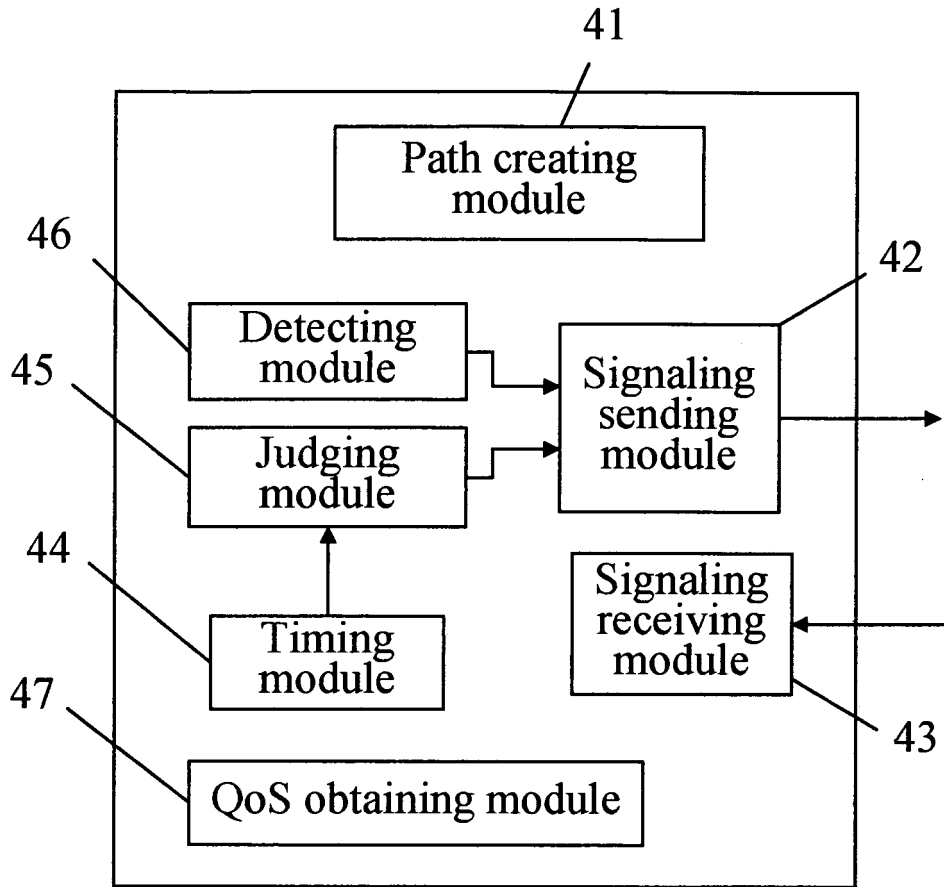 41
Path creating
module
46
42
Detecting
module
45
Signaling
sending
module
Judging
module
44
Signaling
receiving
module
Timing
module
47
43
QoS obtaining module